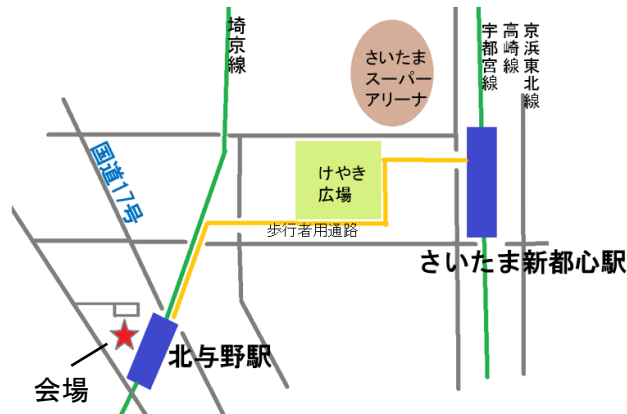 埼京線
さいたま
スーパー
アリーナ
京浜東北線
高崎線
宇都宮線
国道17号
けやき
広場
歩行者用通路
さいたま新都心駅
北与野駅
会場